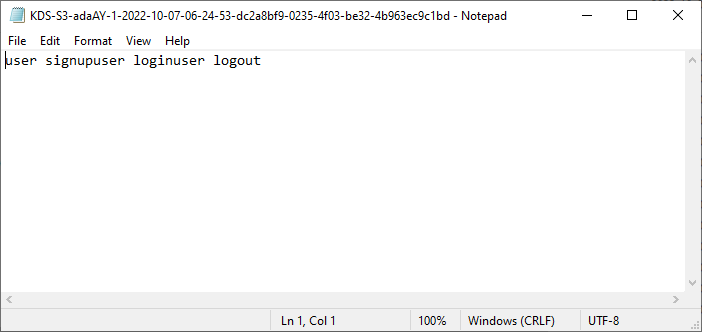 KDS-S3-adaAY-1-2022-10-07-06-24-53-dc2a8bf9-0235-4f03-be32-4b963ec9c1bd - Notepad
File Edit Format View Help
user signupuser loginuser logout
Ln 1, Col 1 100% Windows (CRLF) UTF-8